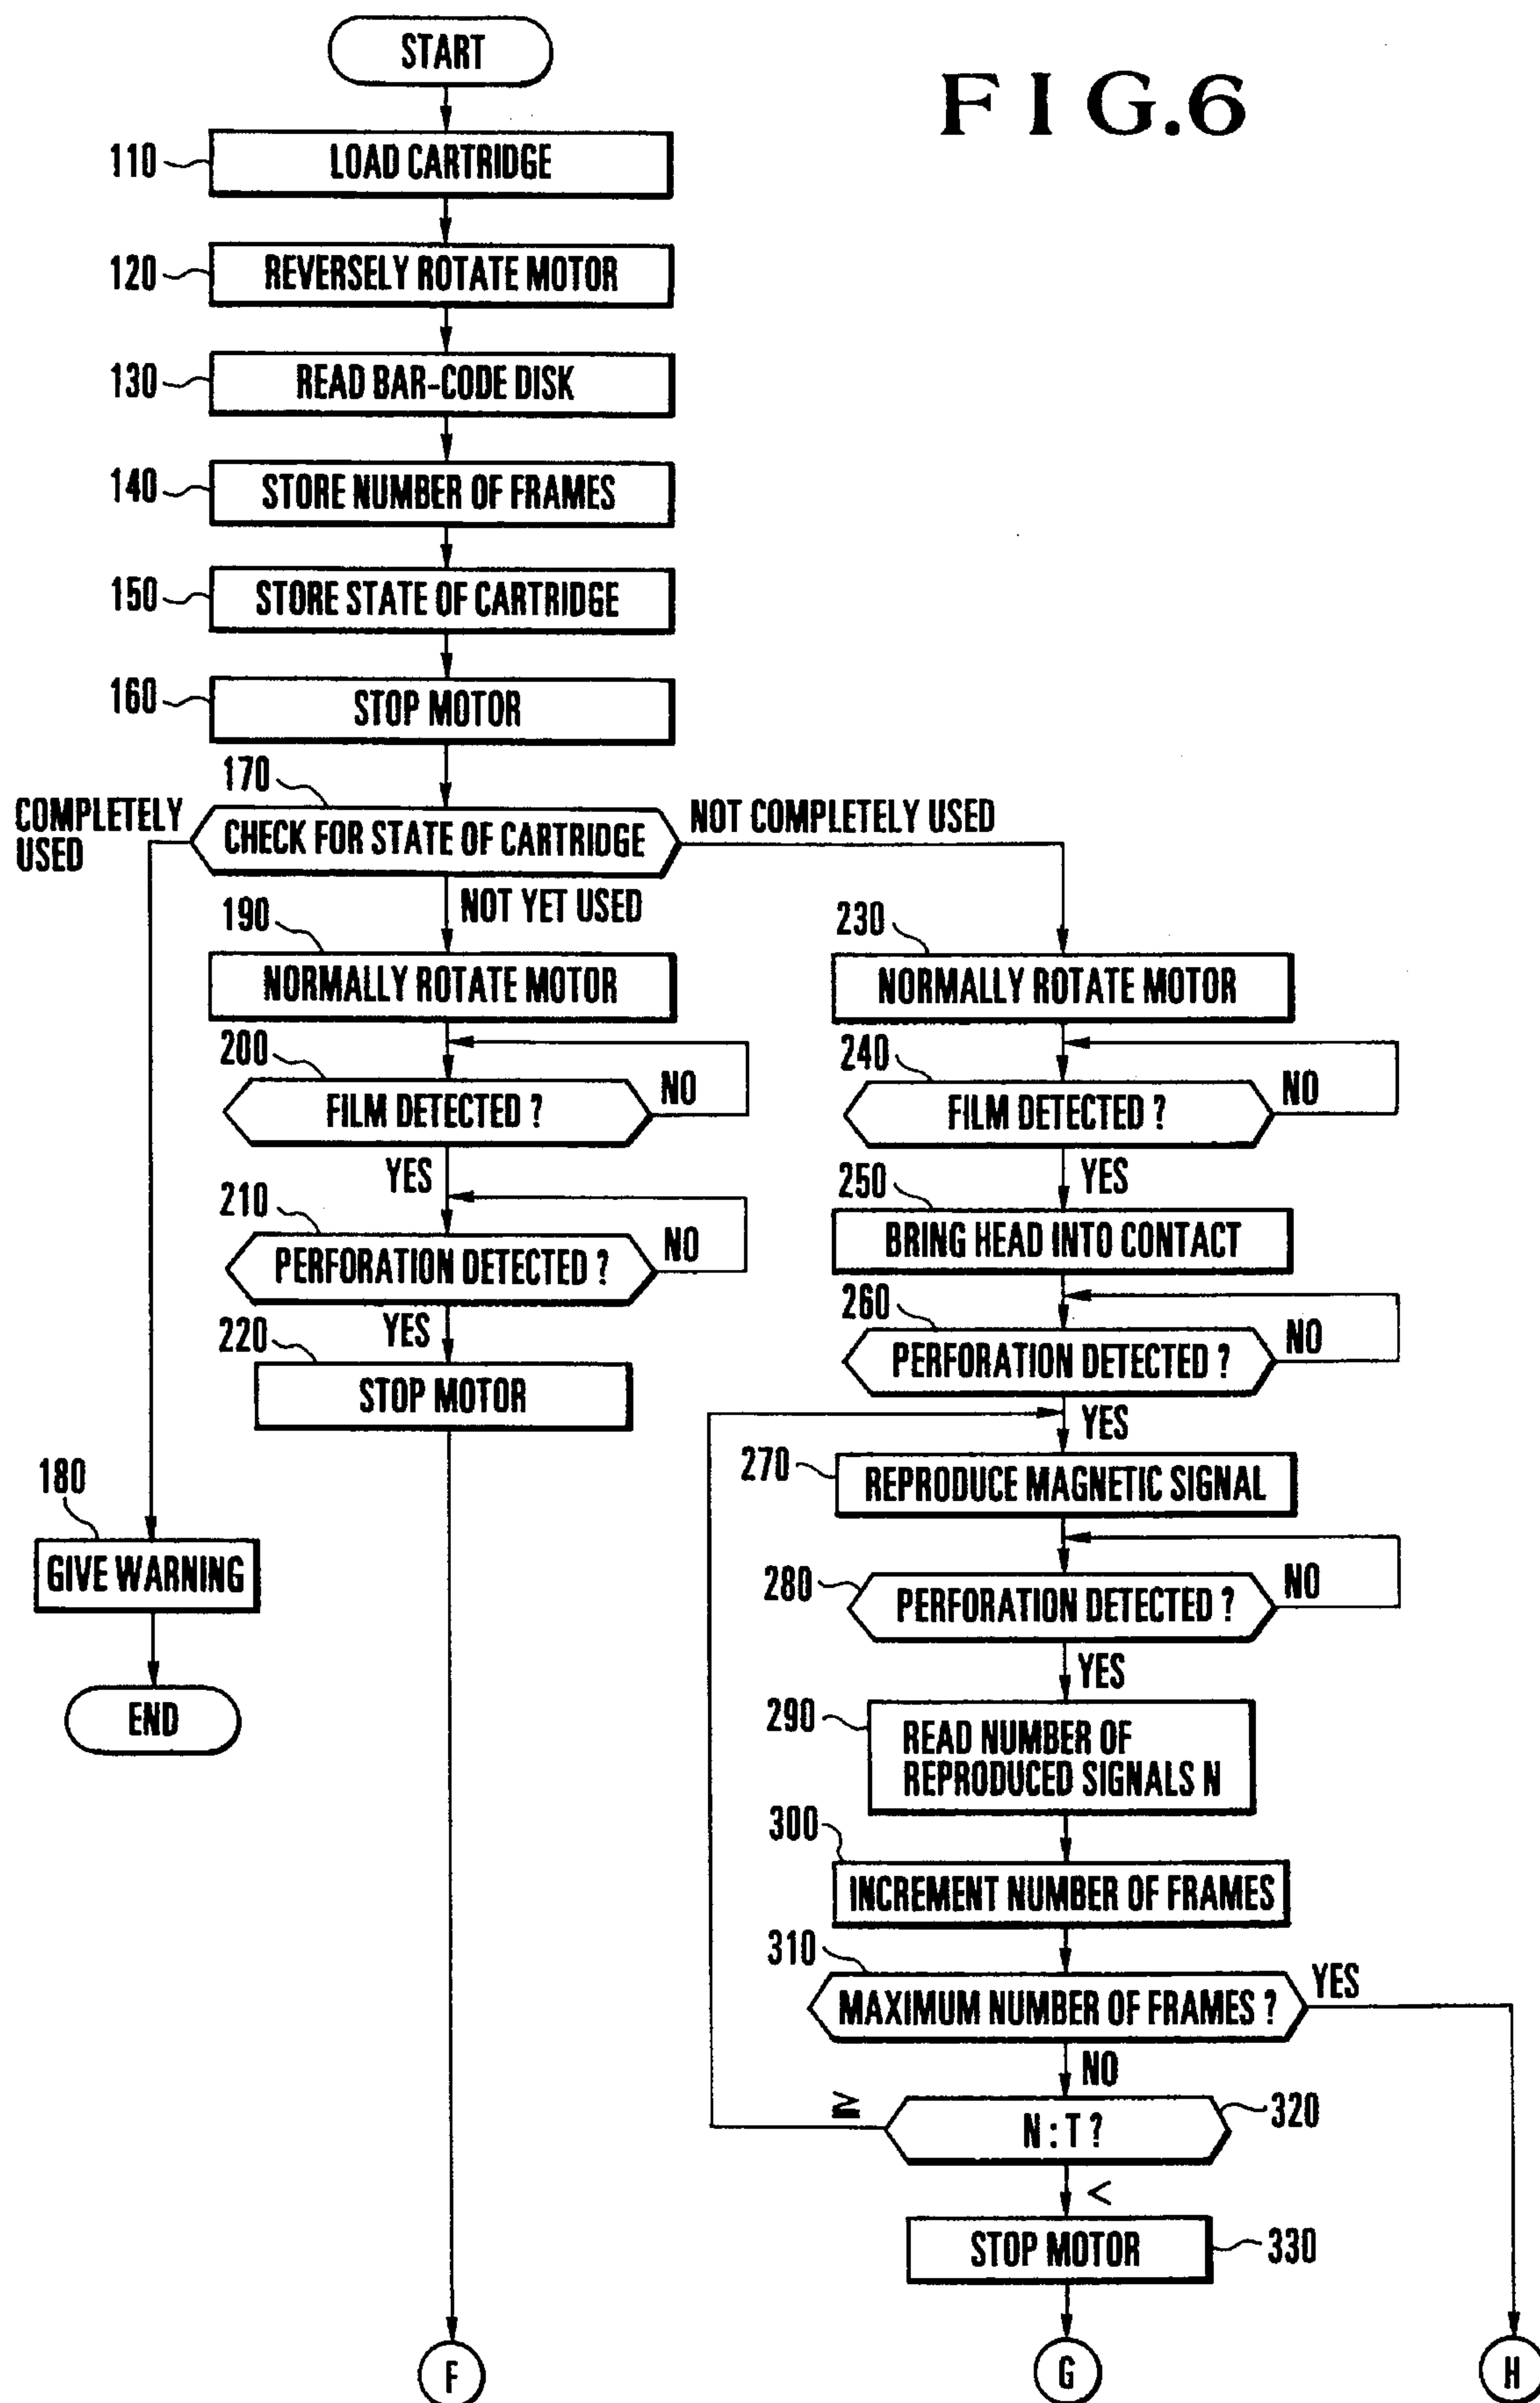 START
FIG.6
110
LOAD CARTRIDGE
120
REVERSELY ROTATE MOTOR
130
READ BAR-CODE DISK
140
STORE NUMBER OF FRAMES
150
STORE STATE OF CARTRIDGE
160
STOP MOTOR
170
COMPLETELY
USED
CHECK FOR STATE OF CARTRIDGE
NOT COMPLETELY USED
NOT YET USED
190
NORMALLY ROTATE MOTOR
200
FILM DETECTED ?
NO
YES
210
PERFORATION DETECTED ?
NO
YES
220
STOP MOTOR
180
GIVE WARNING
END
F
230
NORMALLY ROTATE MOTOR
240
FILM DETECTED ?
NO
YES
250
BRING HEAD INTO CONTACT
260
PERFORATION DETECTED ?
NO
YES
270
REPRODUCE MAGNETIC SIGNAL
280
PERFORATION DETECTED ?
NO
YES
290
READ NUMBER OF
REPRODUCED SIGNALS N
300
INCREMENT NUMBER OF FRAMES
310
MAXIMUM NUMBER OF FRAMES ?
YES
NO
≧
N : T ?
320
<
STOP MOTOR
330
G
H